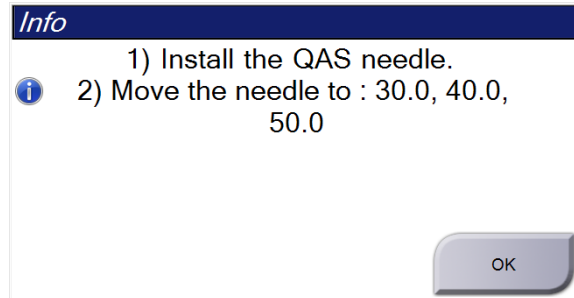 Info
1) Install the QAS needle.
2) Move the needle to : 30.0, 40.0,
50.0
OK